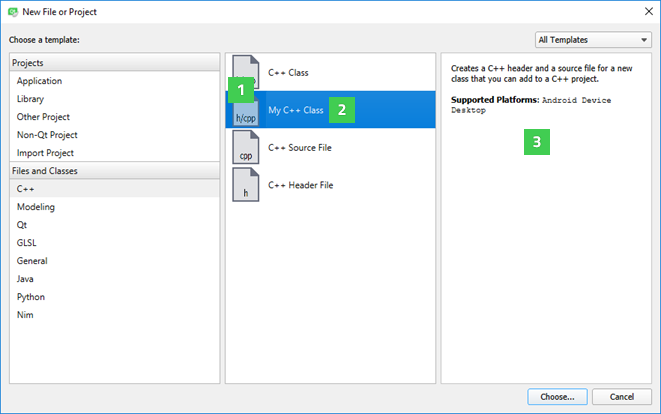 New File or Project
Choose a template:
All Templates
Projects
Application
Library
Other Project
Non-Qt Project
Import Project
Files and Classes
C++
Modeling
Qt
GLSL
General
Java
Python
Nim
C++ Class
1
h/cpp
My C++ Class
2
cpp
C++ Source File
h
C++ Header File
Creates a C++ header and a source file for a new
class that you can add to a C++ project.
Supported Platforms: Android Device
Desktop
3
Choose...
Cancel